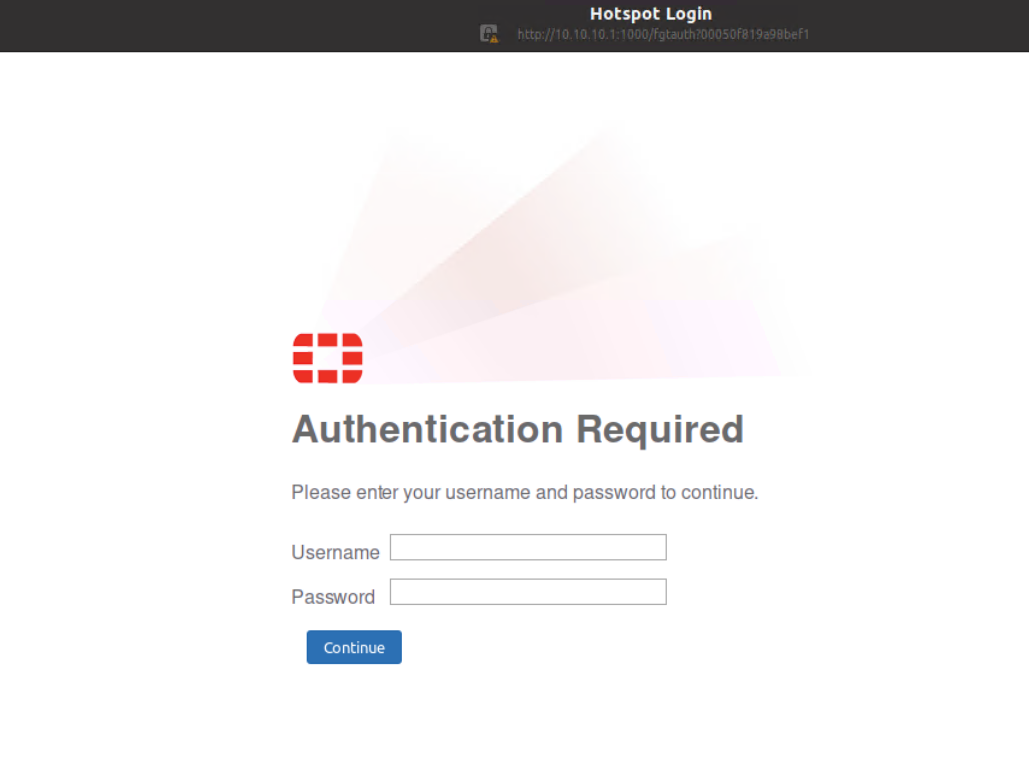 Hotspot Login
http://10.10.10.1:1000/fgtauth?00050f819a98bef1
Authentication Required
Please enter your username and password to continue.
Username
Password
Continue